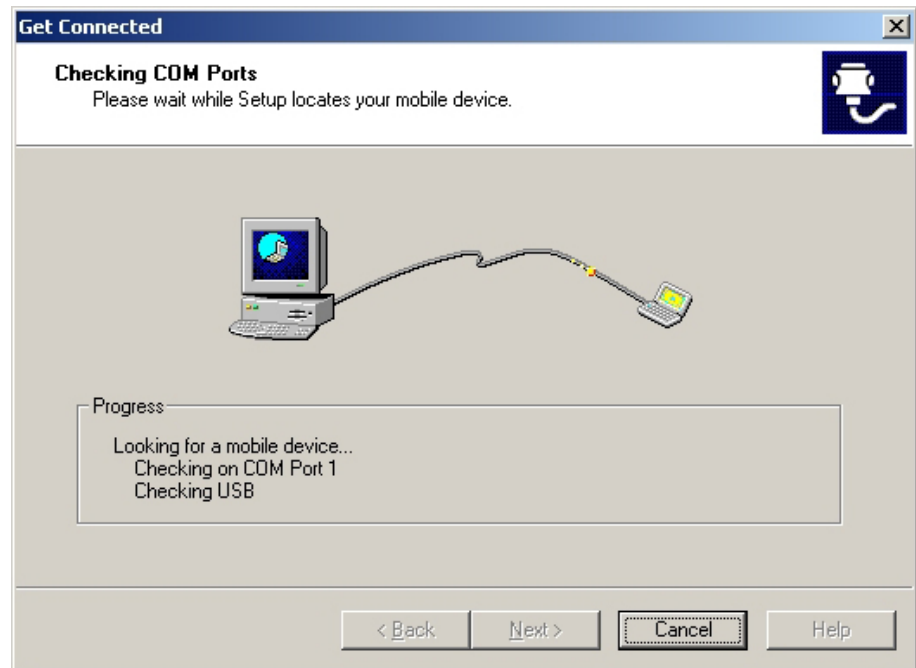 Get Connected
Checking COM Ports
Please wait while Setup locates your mobile device.
Progress
Looking for a mobile device...
Checking on COM Port 1
Checking USB
< Back Next > Cancel Help